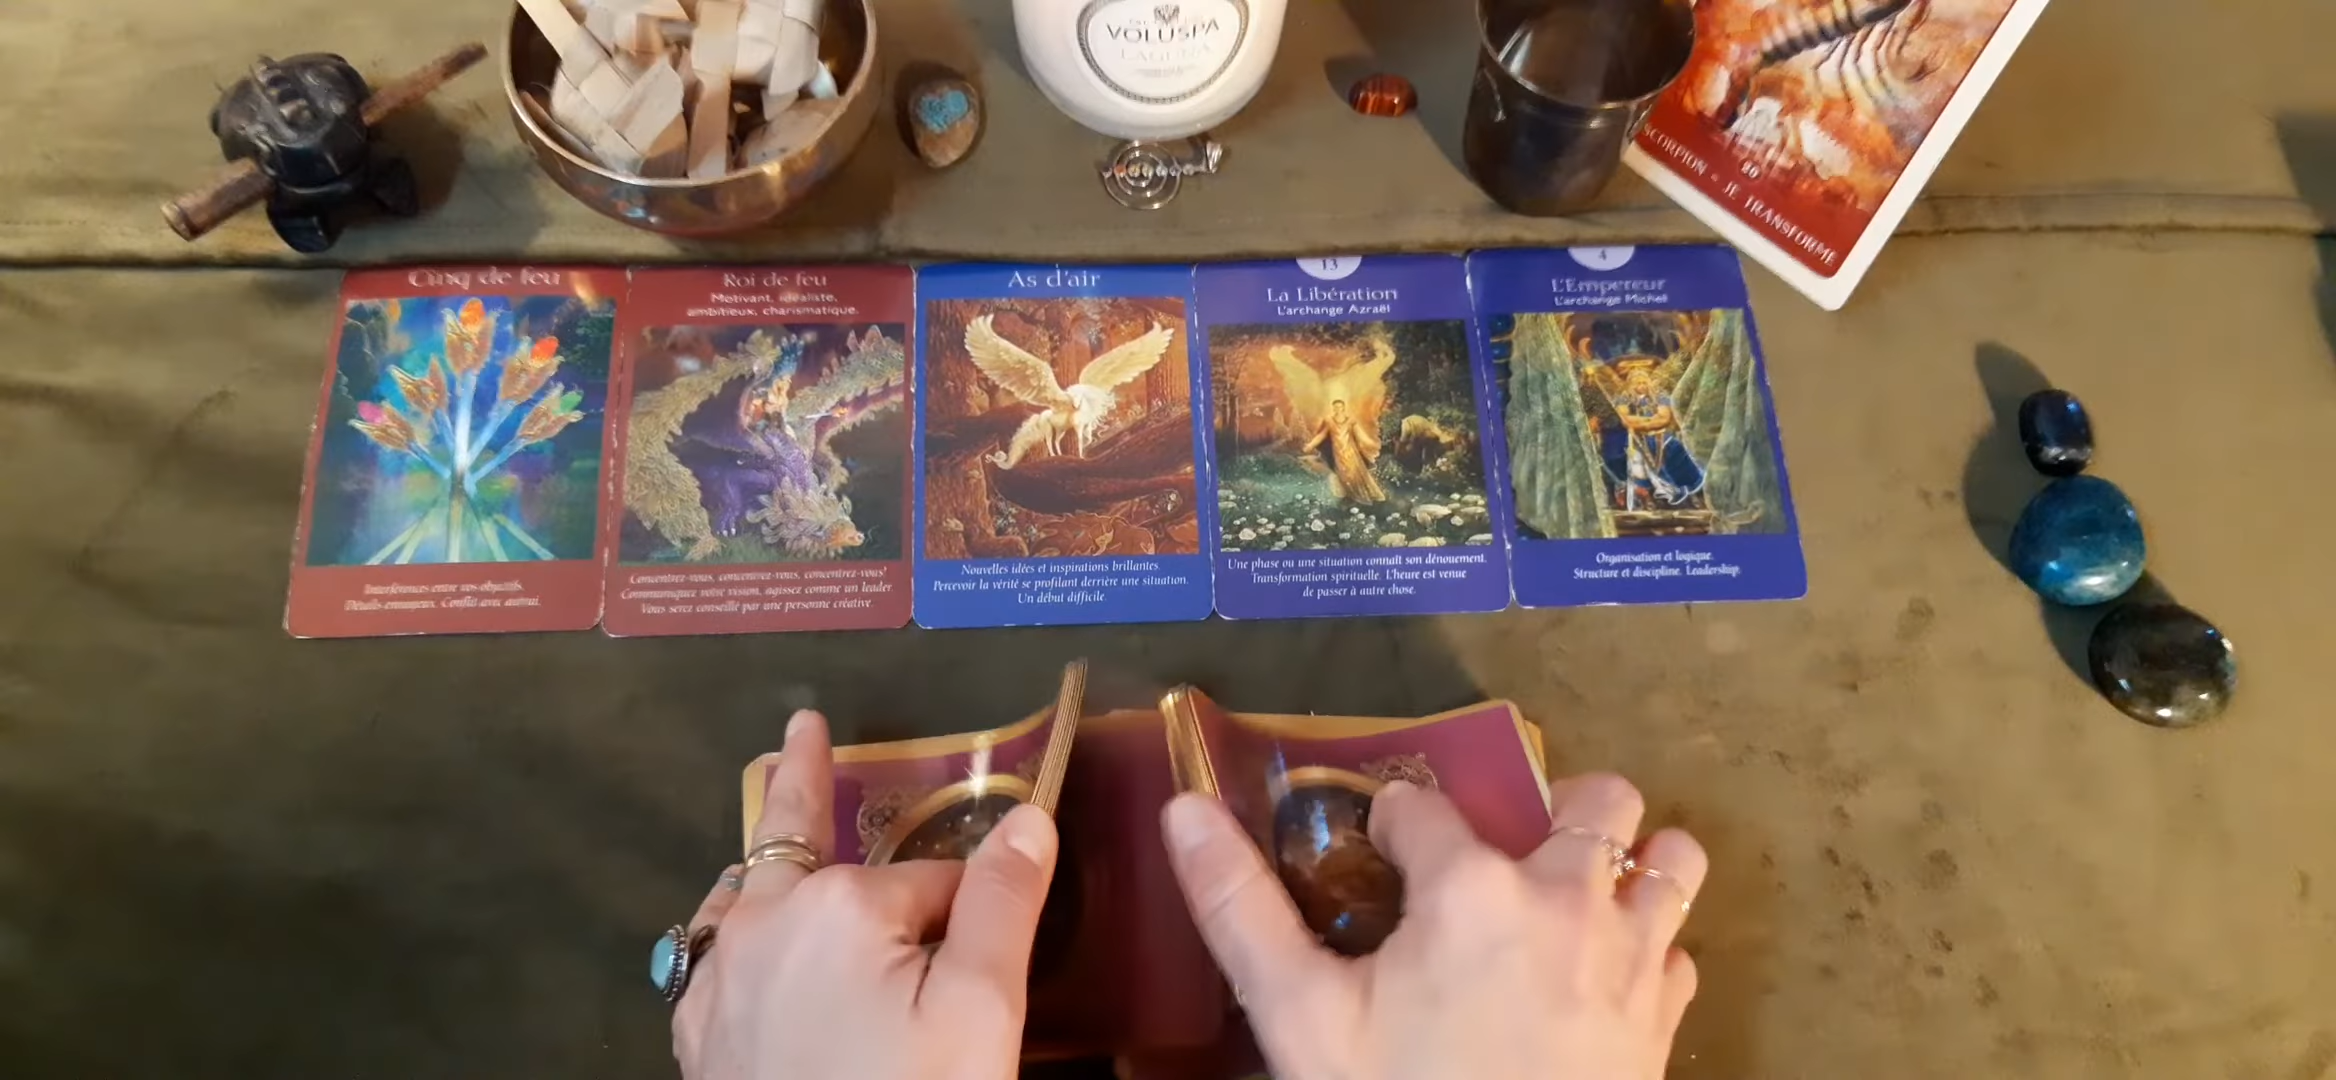 VOLUSPA
LAGUNA
SCORPION - JE TRANSFORME
Cinq de feu
Interférences entre vos objectifs.
Détails ennuyeux. Conflit avec autrui.
Roi de feu
Motivant, idéaliste,
ambitieux, charismatique.
Concentrez-vous, concentrez-vous, concentrez-vous!
Communiquez votre vision, agissez comme un leader.
Vous serez conseillé par une personne créative.
As d'air
Nouvelles idées et inspirations brillantes.
Percevoir la vérité se profilant derrière une situation.
Un début difficile.
13
La Libération
L'archange Azraël
Une phase ou une situation connaît son dénouement.
Transformation spirituelle. L'heure est venue
de passer à autre chose.
4
L'Empereur
L'archange Michaël
Organisation et logique.
Structure et discipline. Leadership.